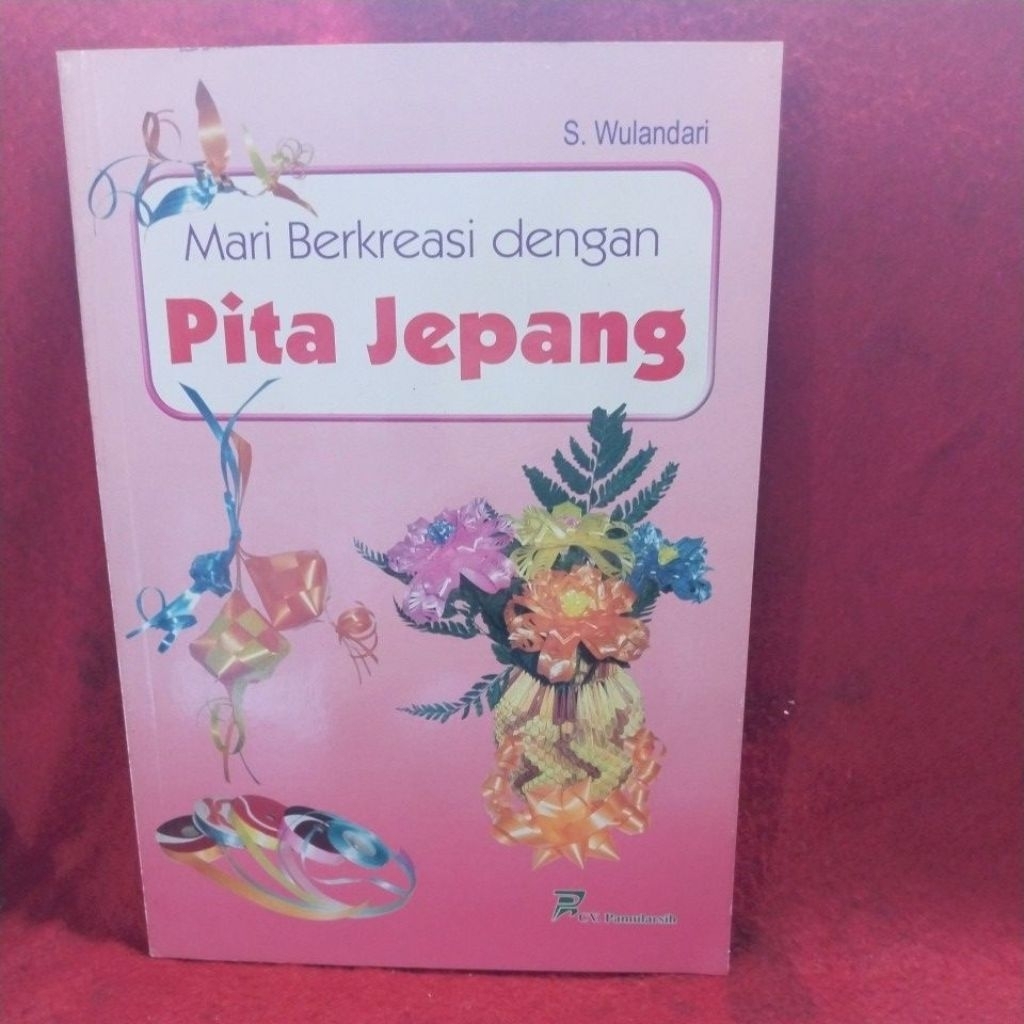 S. Wulandari
Mari Berkreasi dengan
Pita Jepang
CV. Pamularsih